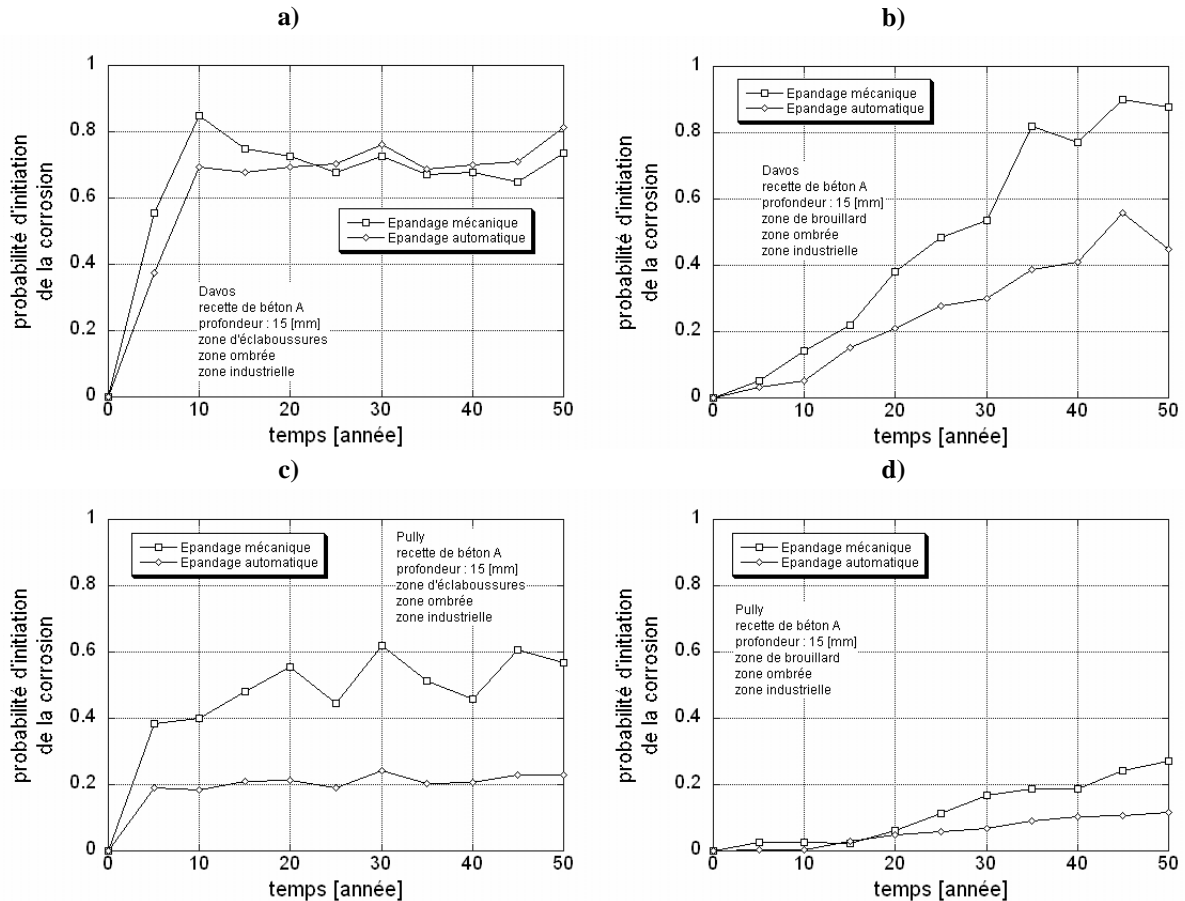 a)
probabilité d'initiation
de la corrosion
1
0.8
0.6
0.4
0.2
0
Epandage mécanique
Epandage automatique
Davos
recette de béton A
profondeur : 15 [mm]
zone d'éclaboussures
zone ombrée
zone industrielle
0 10 20 30 40 50
temps [année]
b)
probabilité d'initiation
de la corrosion
1
0.8
0.6
0.4
0.2
0
Epandage mécanique
Epandage automatique
Davos
recette de béton A
profondeur : 15 [mm]
zone de brouillard
zone ombrée
zone industrielle
0 10 20 30 40 50
temps [année]
c)
probabilité d'initiation
de la corrosion
1
0.8
0.6
0.4
0.2
0
Epandage mécanique
Epandage automatique
Pully
recette de béton A
profondeur : 15 [mm]
zone d'éclaboussures
zone ombrée
zone industrielle
0 10 20 30 40 50
temps [année]
d)
probabilité d'initiation
de la corrosion
1
0.8
0.6
0.4
0.2
0
Epandage mécanique
Epandage automatique
Pully
recette de béton A
profondeur : 15 [mm]
zone de brouillard
zone ombrée
zone industrielle
0 10 20 30 40 50
temps [année]